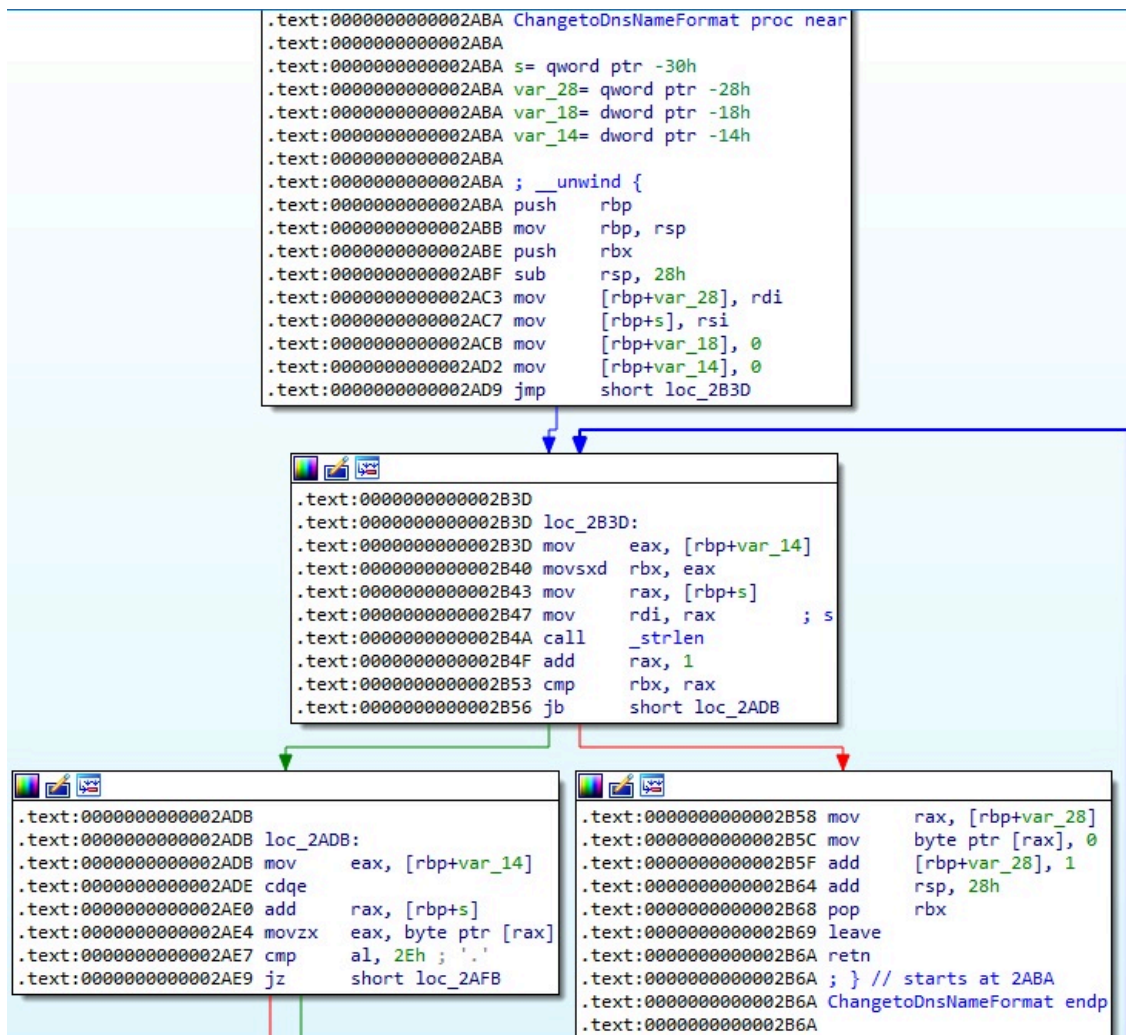 .text:0000000000002ABA ChangetoDnsNameFormat proc near
.text:0000000000002ABA
.text:0000000000002ABA s= qword ptr -30h
.text:0000000000002ABA var_28= qword ptr -28h
.text:0000000000002ABA var_18= dword ptr -18h
.text:0000000000002ABA var_14= dword ptr -14h
.text:0000000000002ABA
.text:0000000000002ABA ; __unwind {
.text:0000000000002ABA push rbp
.text:0000000000002ABB mov rbp, rsp
.text:0000000000002ABE push rbx
.text:0000000000002ABF sub rsp, 28h
.text:0000000000002AC3 mov [rbp+var_28], rdi
.text:0000000000002AC7 mov [rbp+s], rsi
.text:0000000000002ACB mov [rbp+var_18], 0
.text:0000000000002AD2 mov [rbp+var_14], 0
.text:0000000000002AD9 jmp short loc_2B3D
.text:0000000000002B3D
.text:0000000000002B3D loc_2B3D:
.text:0000000000002B3D mov eax, [rbp+var_14]
.text:0000000000002B40 movsxd rbx, eax
.text:0000000000002B43 mov rax, [rbp+s]
.text:0000000000002B47 mov rdi, rax ; s
.text:0000000000002B4A call _strlen
.text:0000000000002B4F add rax, 1
.text:0000000000002B53 cmp rbx, rax
.text:0000000000002B56 jb short loc_2ADB
.text:0000000000002ADB
.text:0000000000002ADB loc_2ADB:
.text:0000000000002ADB mov eax, [rbp+var_14]
.text:0000000000002ADE cdqe
.text:0000000000002AE0 add rax, [rbp+s]
.text:0000000000002AE4 movzx eax, byte ptr [rax]
.text:0000000000002AE7 cmp al, 2Eh ; '.'
.text:0000000000002AE9 jz short loc_2AFB
.text:0000000000002B58 mov rax, [rbp+var_28]
.text:0000000000002B5C mov byte ptr [rax], 0
.text:0000000000002B5F add [rbp+var_28], 1
.text:0000000000002B64 add rsp, 28h
.text:0000000000002B68 pop rbx
.text:0000000000002B69 leave
.text:0000000000002B6A retn
.text:0000000000002B6A ; } // starts at 2ABA
.text:0000000000002B6A ChangetoDnsNameFormat endp
.text:0000000000002B6A